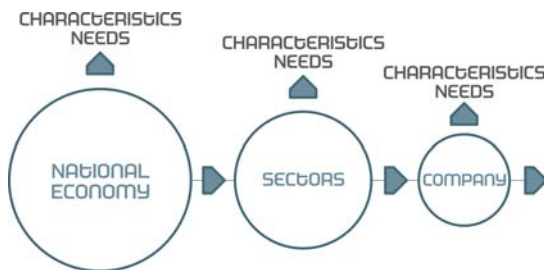 CHARACTERISTICS
NEEDS
CHARACTERISTICS
NEEDS
CHARACTERISTICS
NEEDS
NATIONAL
ECONOMY
SECTORS
COMPANY